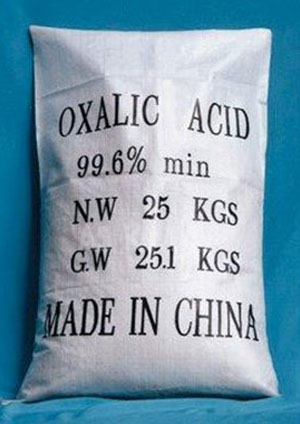 OXALIC ACID
99.6% min
N.W 25 KGS
G.W 25.1 KGS
MADE IN CHINA